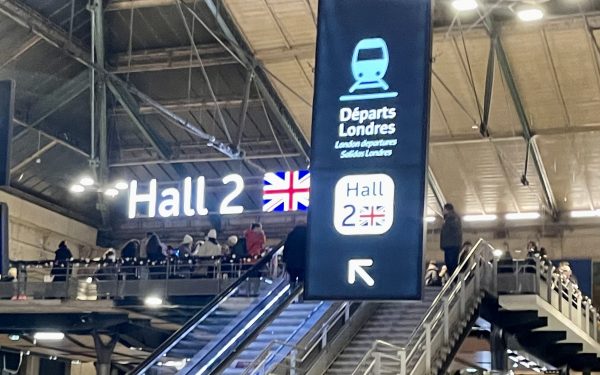 Hall 2
Départs
Londres
London departures
Salidas Londres
Hall
2